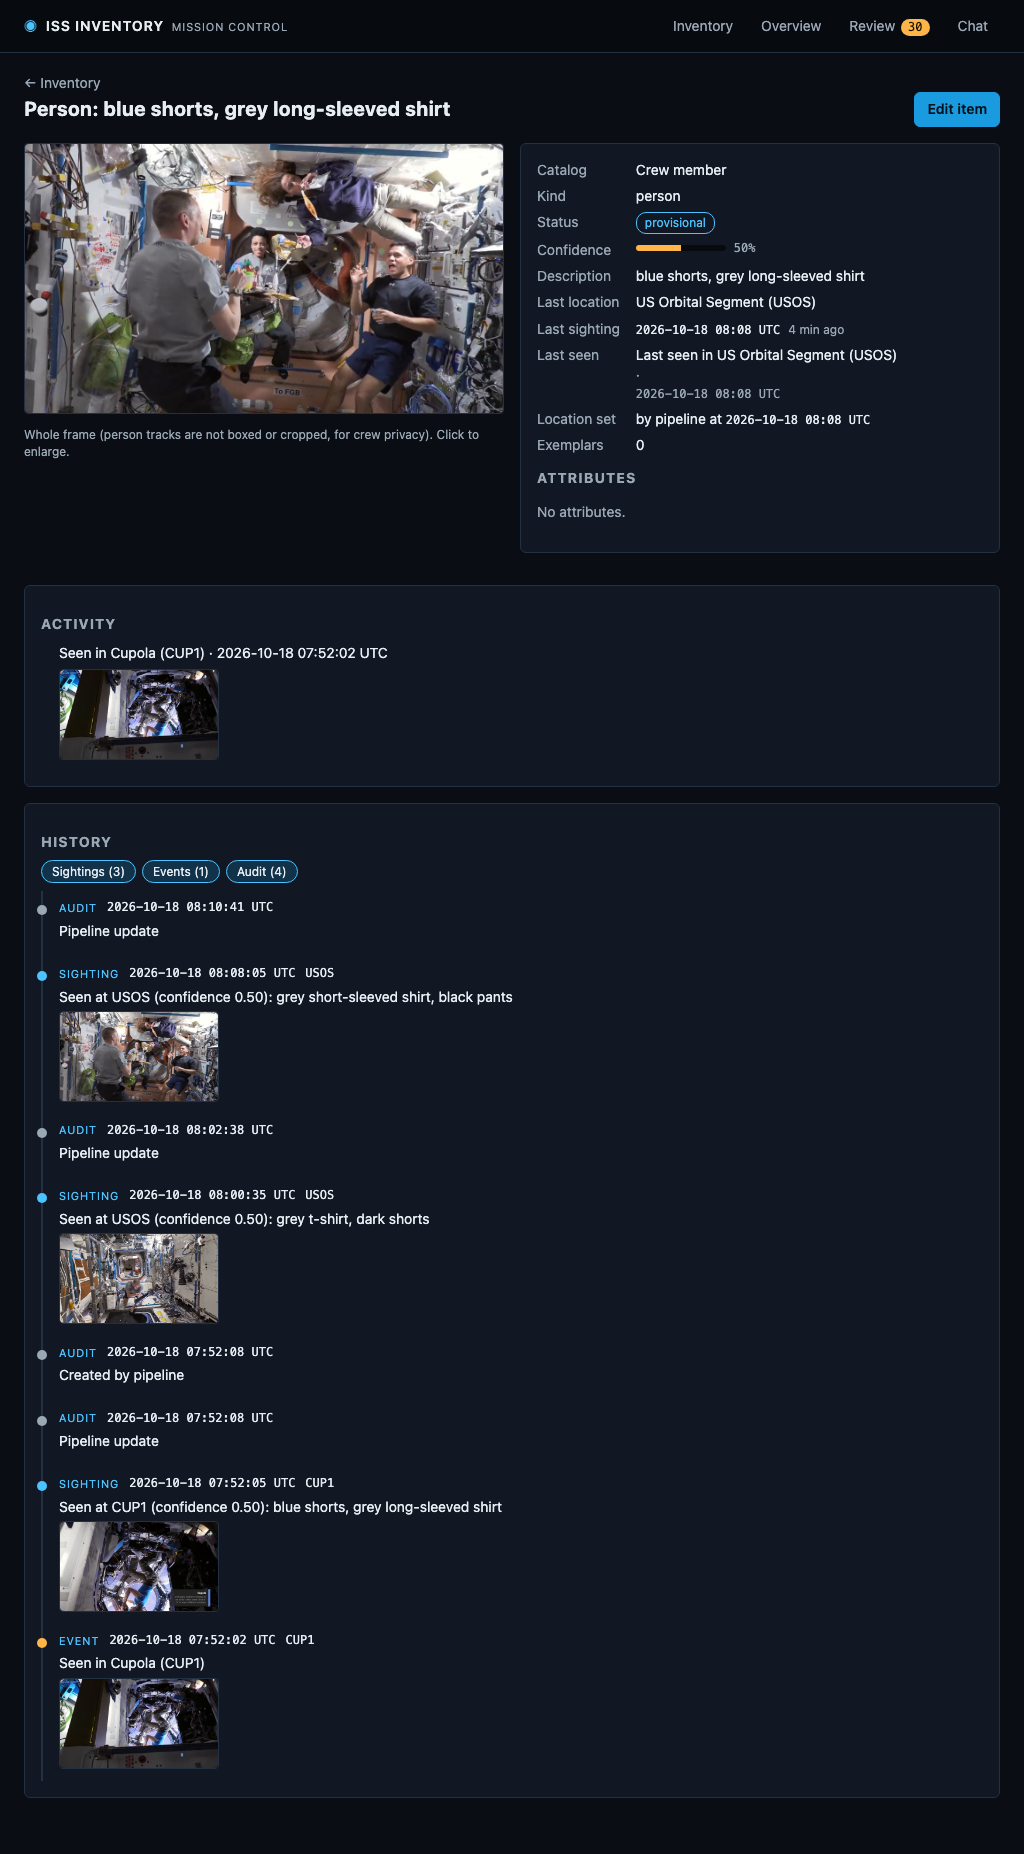 ISS INVENTORY MISSION CONTROL
Inventory Overview Review 30 Chat
← Inventory
Person: blue shorts, grey long-sleeved shirt
Edit item
To FGB
Whole frame (person tracks are not boxed or cropped, for crew privacy). Click to
enlarge.
Catalog Crew member
Kind person
Status provisional
Confidence 50%
Description blue shorts, grey long-sleeved shirt
Last location US Orbital Segment (USOS)
Last sighting 2026-10-18 08:08 UTC 4 min ago
Last seen Last seen in US Orbital Segment (USOS)
·
2026-10-18 08:08 UTC
Location set by pipeline at 2026-10-18 08:08 UTC
Exemplars 0
ATTRIBUTES
No attributes.
ACTIVITY
Seen in Cupola (CUP1) · 2026-10-18 07:52:02 UTC
HISTORY
Sightings (3) Events (1) Audit (4)
AUDIT 2026-10-18 08:10:41 UTC
Pipeline update
SIGHTING 2026-10-18 08:08:05 UTC USOS
Seen at USOS (confidence 0.50): grey short-sleeved shirt, black pants
AUDIT 2026-10-18 08:02:38 UTC
Pipeline update
SIGHTING 2026-10-18 08:00:35 UTC USOS
Seen at USOS (confidence 0.50): grey t-shirt, dark shorts
AUDIT 2026-10-18 07:52:08 UTC
Created by pipeline
AUDIT 2026-10-18 07:52:08 UTC
Pipeline update
SIGHTING 2026-10-18 07:52:05 UTC CUP1
Seen at CUP1 (confidence 0.50): blue shorts, grey long-sleeved shirt
EVENT 2026-10-18 07:52:02 UTC CUP1
Seen in Cupola (CUP1)